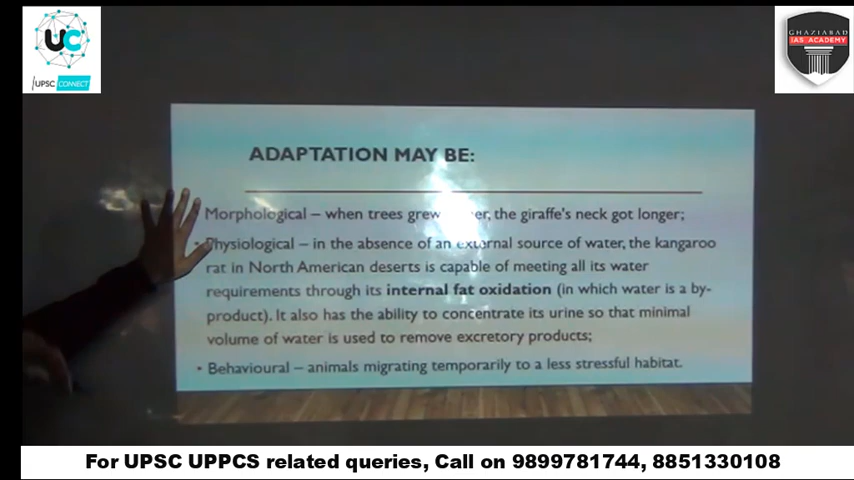 UC
UPSC CONNECT
GHAZIABAD
IAS ACADEMY
ADAPTATION MAY BE:
Morphological – when trees grew the giraffe's neck got longer;
• Physiological – in the absence of an external source of water, the kangaroo
rat in North American deserts is capable of meeting all its water
requirements through its internal fat oxidation (in which water is a by-
product). It also has the ability to concentrate its urine so that minimal
volume of water is used to remove excretory products;
• Behavioural – animals migrating temporarily to a less stressful habitat.
For UPSC UPPCS related queries, Call on 9899781744, 8851330108